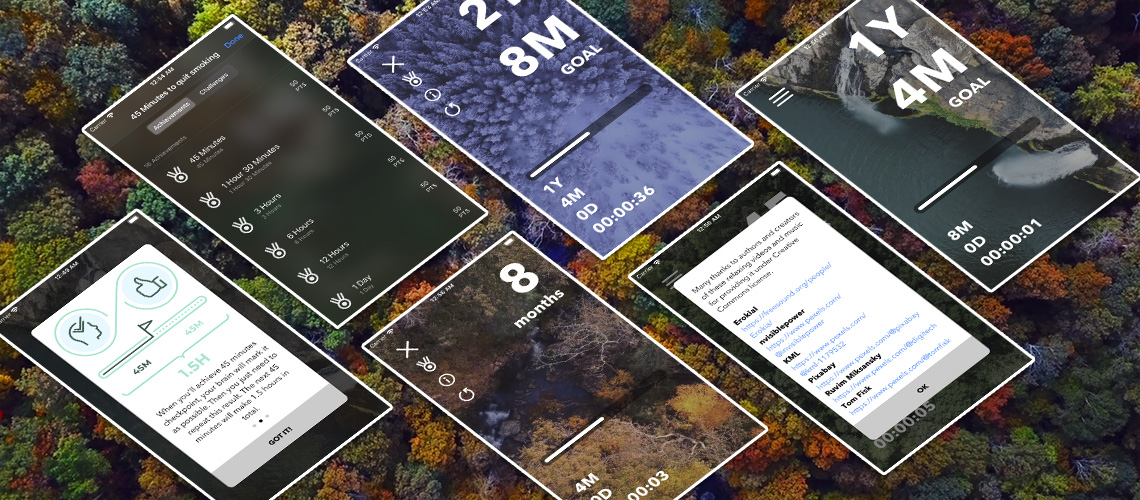 Carrier
12:54 AM
45 Minutes to quit smoking
Done
Achievements
Challenges
16 Achievements
45 Minutes
45 Minutes
50
PTS
1 Hour 30 Minutes
1 Hour 30 Minutes
50
PTS
3 Hours
3 Hours
50
PTS
6 Hours
6 Hours
50
PTS
12 Hours
12 Hours
50
PTS
1 Day
1 Day
50
PTS
Carrier
8M
GOAL
1Y
4M
0D
00:00:36
Carrier
1Y
4M
GOAL
8M
0D
00:00:01
12:49 AM
45M
45M
1.5H
When you'll achieve 45 minutes
checkpoint, your brain will mark it
as possible. Then you just need to
repeat this result. The next 45
minutes will make 1.5 hours in
total.
GOT IT!
Carrier
12:56 AM
8
months
4M
0D
00:03
Carrier
12:56 AM
Many thanks to authors and creators
of these relaxing videos and music
for providing it under Creative
Commons license.
Erokia!
https://freesound.org/people/
Erokia/
nvisiblepower
https://www.pexels.com/
@nvisiblepower
KML
https://www.pexels.com/
@kml-1179532
Pixabay
https://www.pexels.com/@pixabay
Ruvim Miksanskiy
https://www.pexels.com/@digitech
Tom Fisk
https://www.pexels.com/@tomfisk
OK
00:00:05